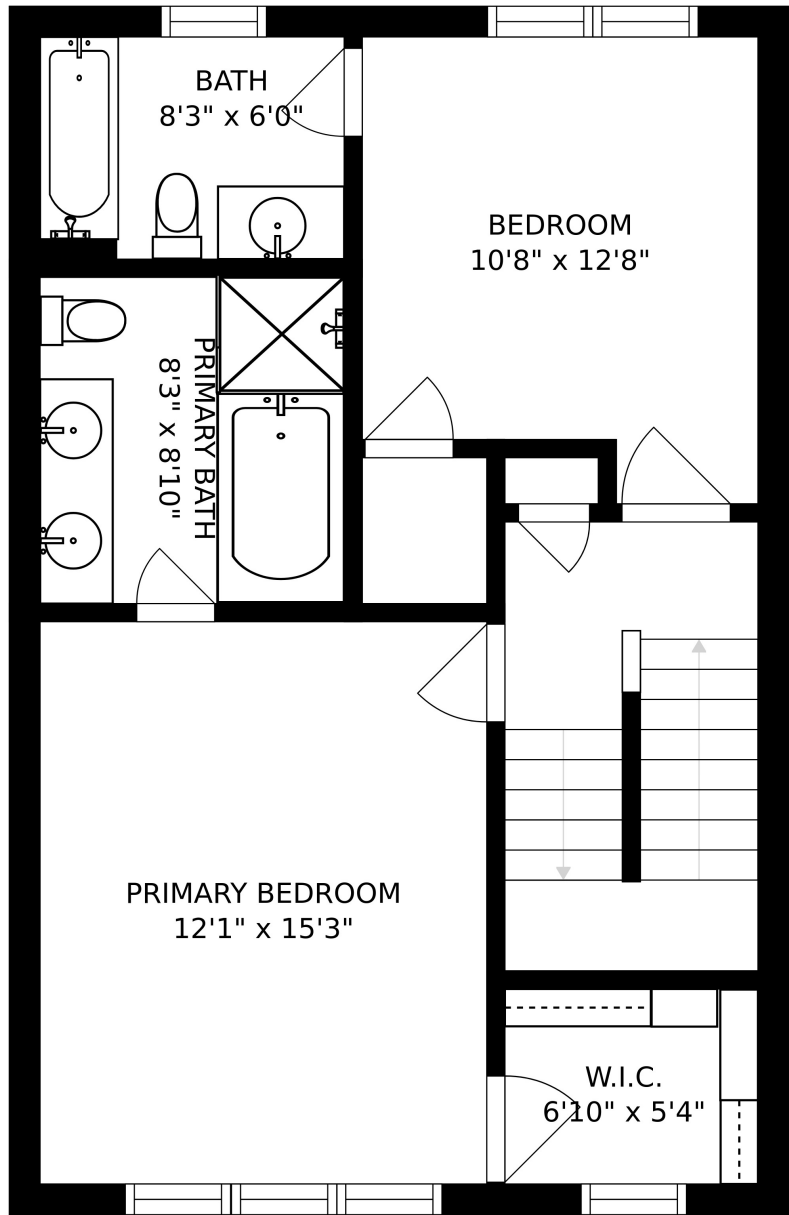 BATH
8'3" x 6'0"
BEDROOM
10'8" x 12'8"
PRIMARY BATH
8'3" x 8'10"
PRIMARY BEDROOM
12'1" x 15'3"
W.I.C.
6'10" x 5'4"